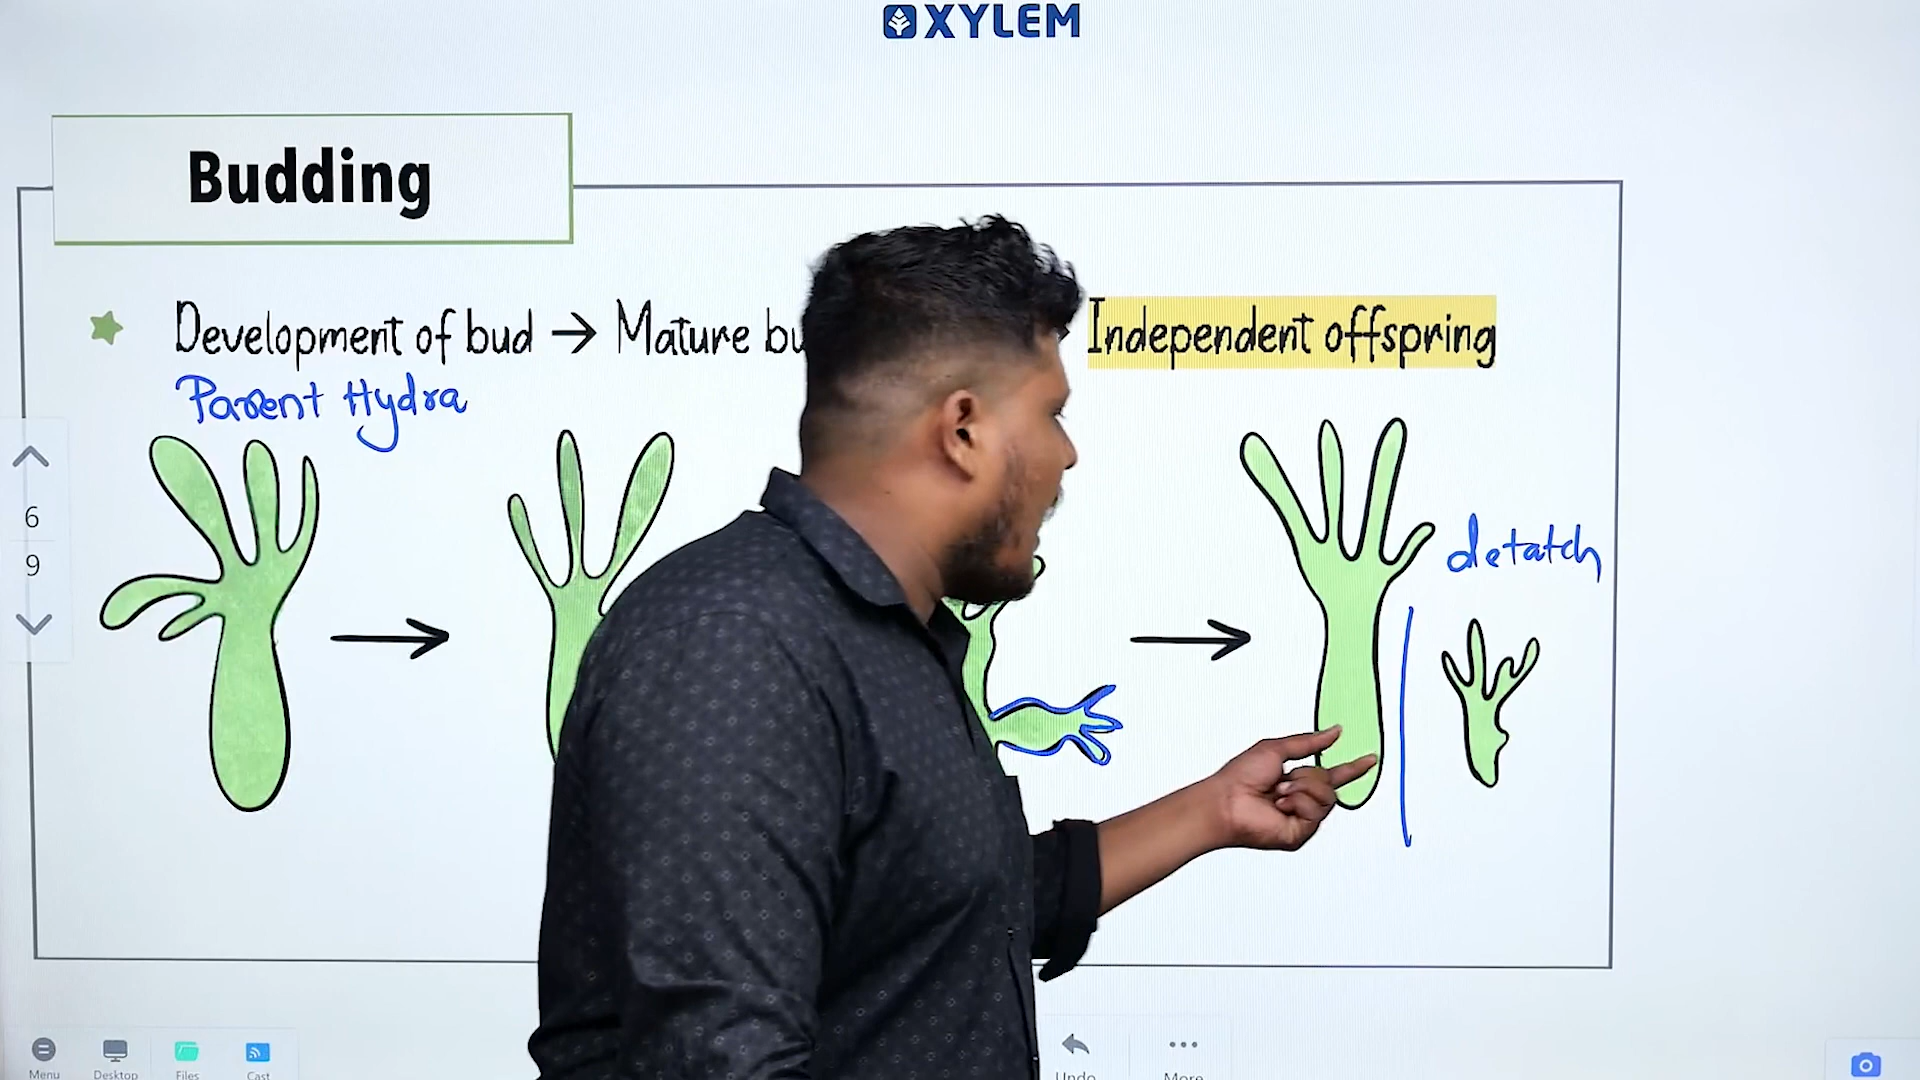 XYLEM
Budding
Development of bud → Mature bu Independent offspring
Parent Hydra
detatch
6
9
Menu
Desktop
Files
Cast
Undo
More